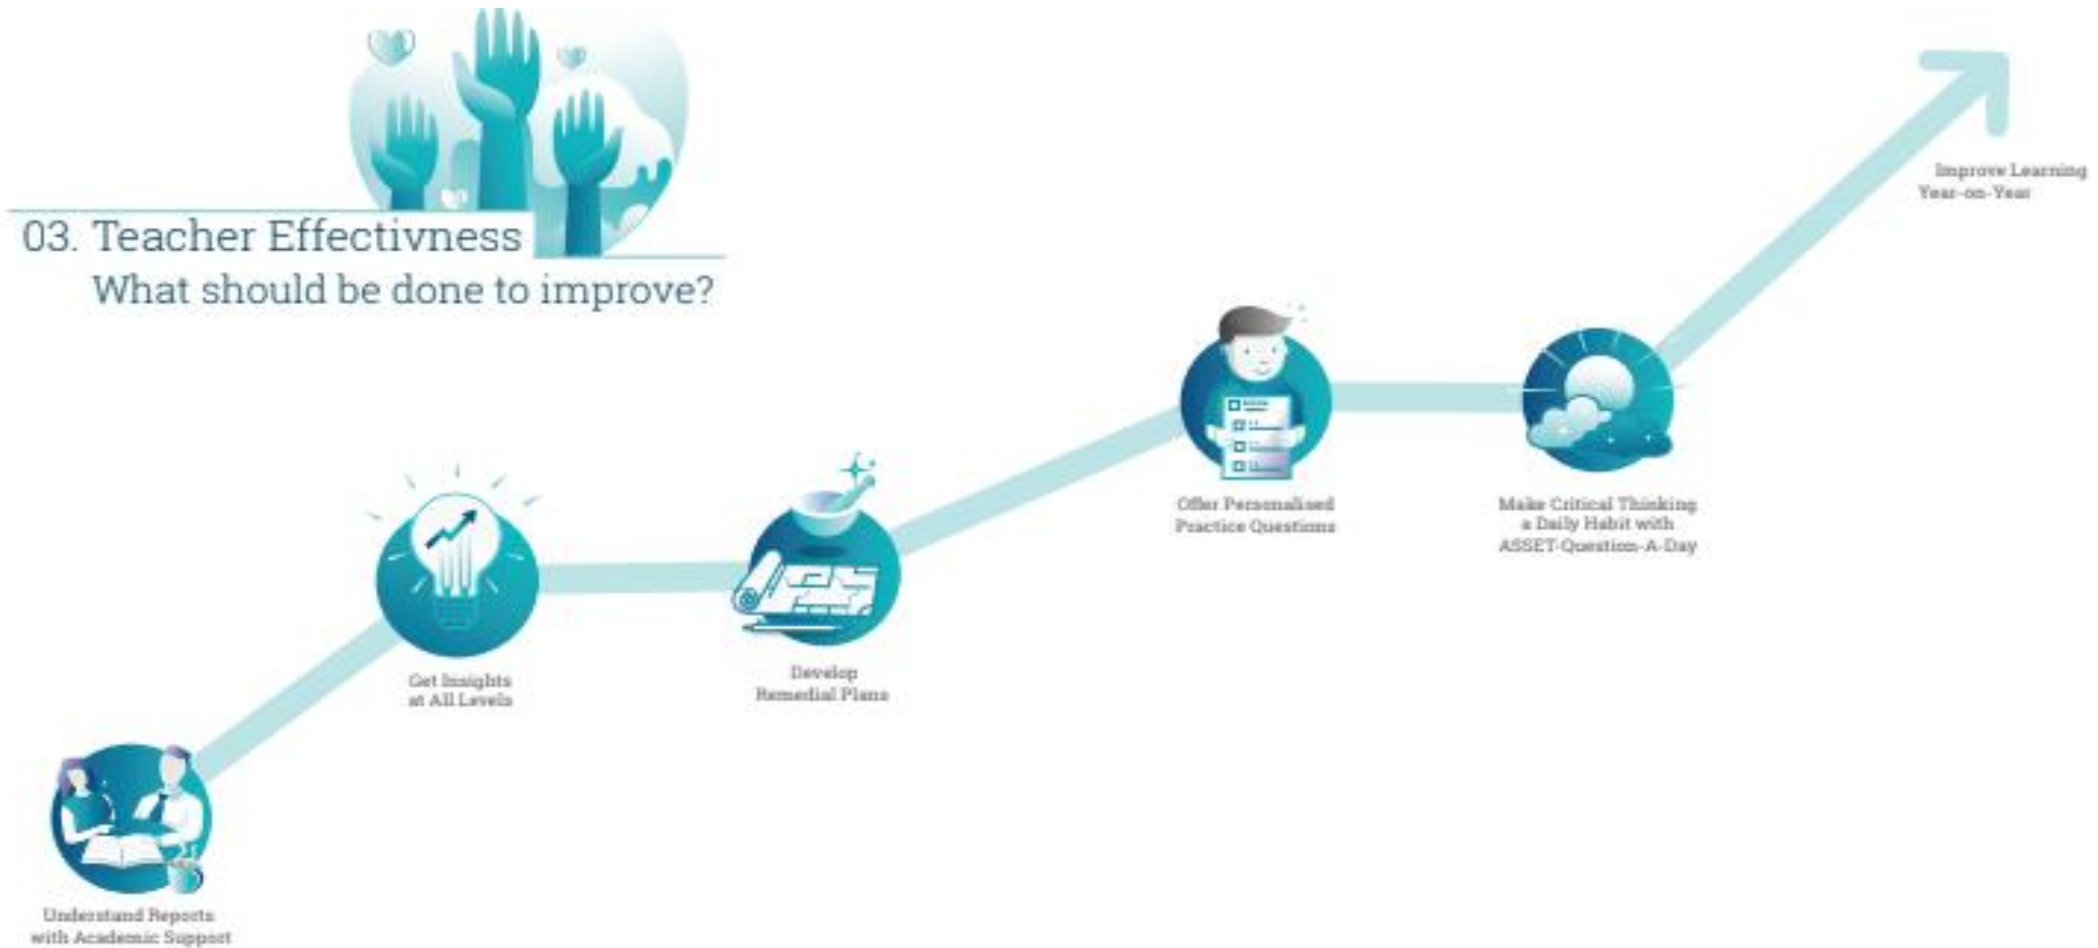 03. Teacher Effectivness
What should be done to improve?
Improve Learning
Year-on-Year
Offer Personalised
Practice Questions
Make Critical Thinking
a Daily Habit with
ASSET-Question-A-Day
Get Insights
at All Levels
Develop
Remedial Plans
Understand Reports
with Academic Support